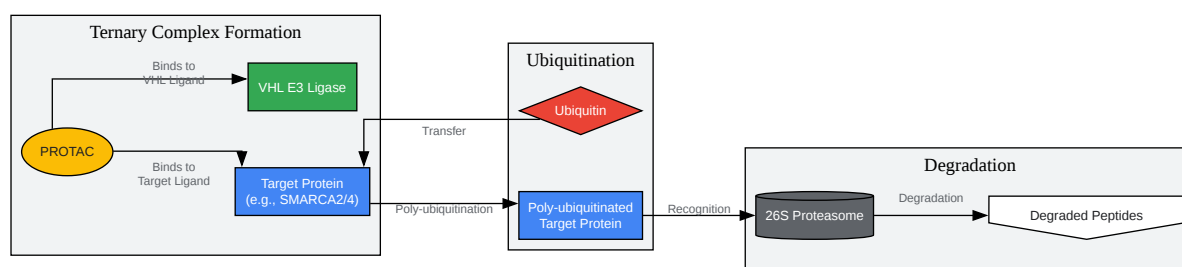 Ternary Complex Formation
Binds to
VHL Ligand
VHL E3 Ligase
PROTAC
Binds to
Target Ligand
Target Protein
(e.g., SMARCA2/4)
Ubiquitination
Ubiquitin
Transfer
Poly-ubiquitination
Poly-ubiquitinated
Target Protein
Recognition
Degradation
26S Proteasome
Degradation
Degraded Peptides